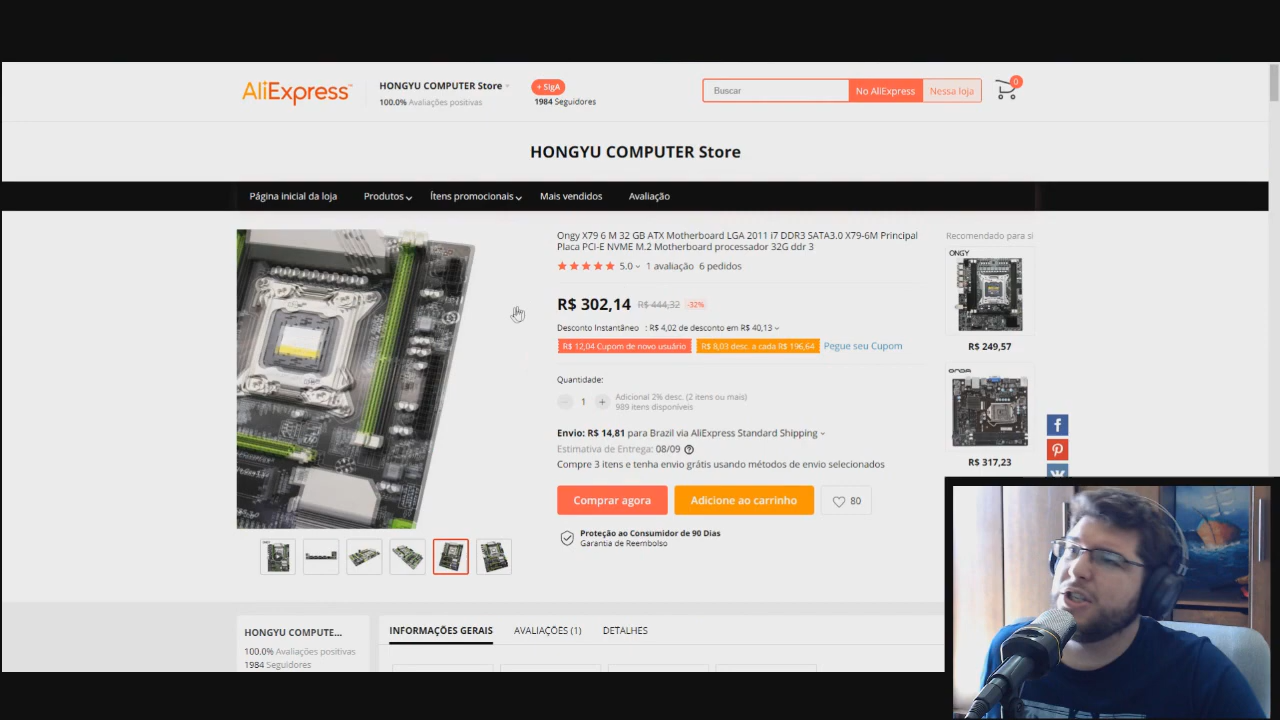 AliExpress
HONGYU COMPUTER Store
100.0% Avaliações positivas
+ SigA
1984 Seguidores
Buscar
No AliExpress
Nessa loja
0
HONGYU COMPUTER Store
Página inicial da loja
Produtos
Ítens promocionais
Mais vendidos
Avaliação
Ongy X79 6 M 32 GB ATX Motherboard LGA 2011 i7 DDR3 SATA3.0 X79-6M Principal
Placa PCI-E NVME M.2 Motherboard processador 32G ddr 3
5.0
1 avaliação
6 pedidos
R$ 302,14
R$ 444,32
-32%
Desconto Instantâneo : R$ 4,02 de desconto em R$ 40,13
R$ 12,04 Cupom de novo usuário
R$ 8,03 desc. a cada R$ 196,64
Pegue seu Cupom
Quantidade:
1
Adicional 2% desc. (2 itens ou mais)
989 itens disponíveis
Envio: R$ 14,81 para Brazil via AliExpress Standard Shipping
Estimativa de Entrega: 08/09
Compre 3 itens e tenha envio grátis usando métodos de envio selecionados
Comprar agora
Adicione ao carrinho
80
Proteção ao Consumidor de 90 Dias
Garantia de Reembolso
Recomendado para si
ONGY
R$ 249,57
ONDA
R$ 317,23
HONGYU COMPUTE...
100.0% Avaliações positivas
1984 Seguidores
INFORMAÇÕES GERAIS
AVALIAÇÕES (1)
DETALHES